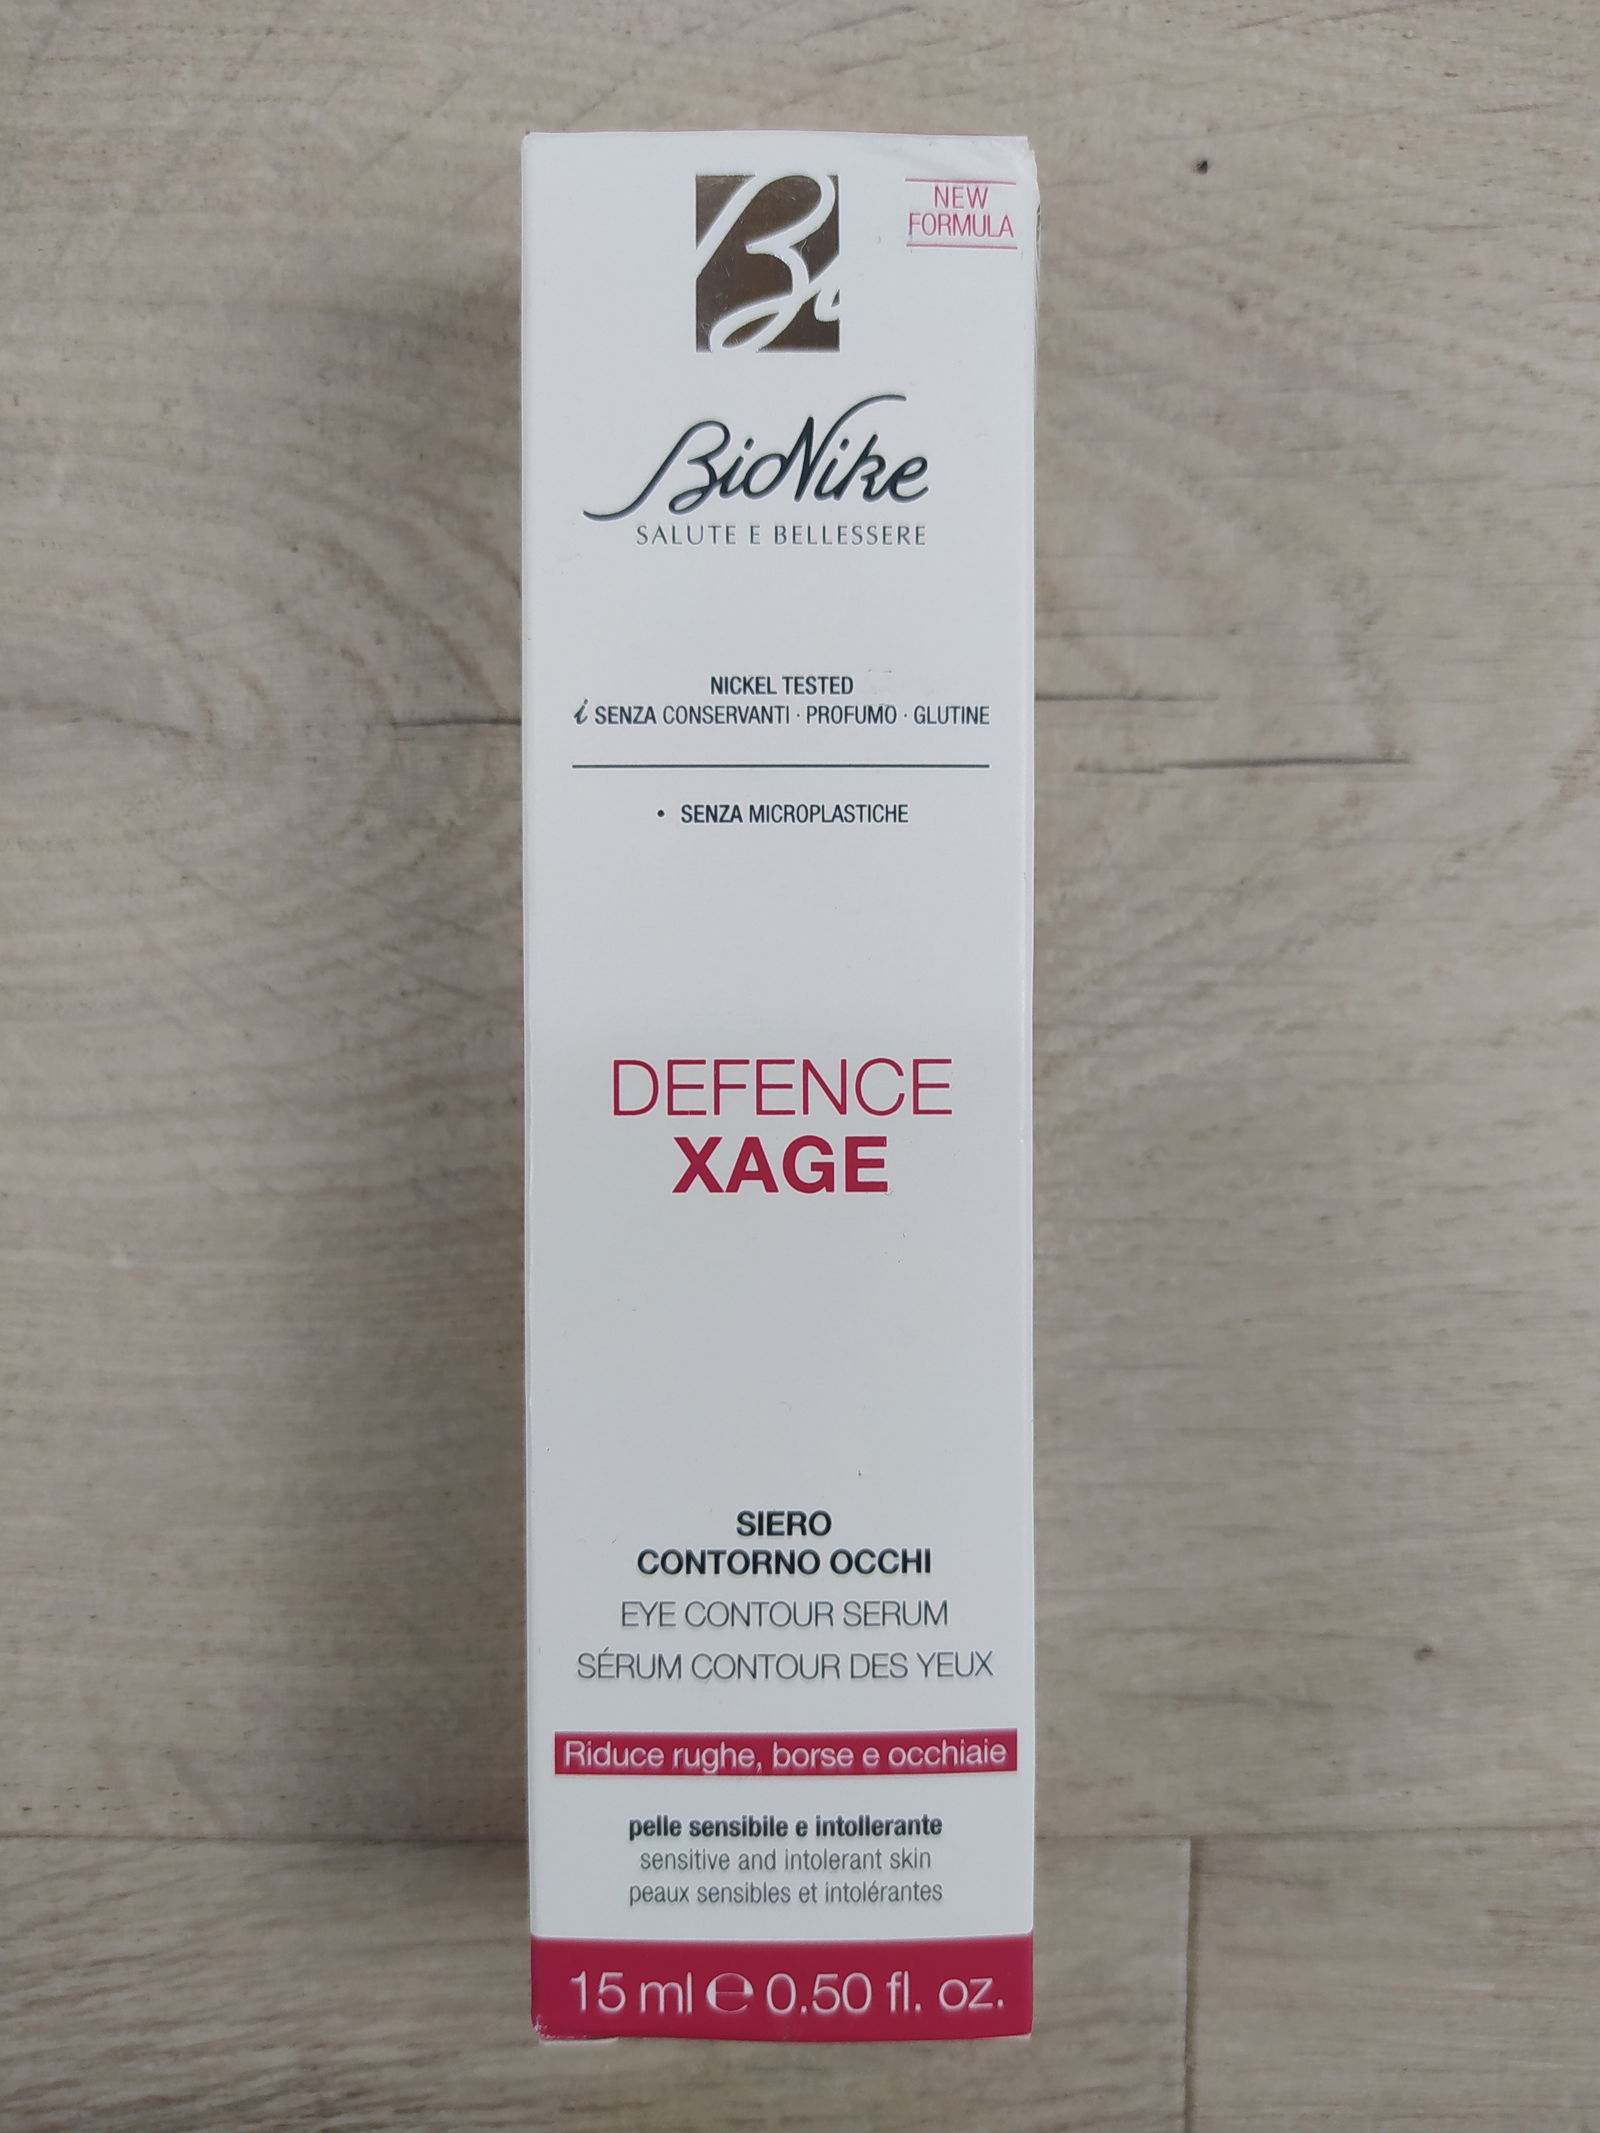 NEW
FORMULA
BioNike
SALUTE E BELLESSERE
NICKEL TESTED
i SENZA CONSERVANTI · PROFUMO · GLUTINE
• SENZA MICROPLASTICHE
DEFENCE
XAGE
SIERO
CONTORNO OCCHI
EYE CONTOUR SERUM
SÉRUM CONTOUR DES YEUX
Riduce rughe, borse e occhiaie
pelle sensibile e intollerante
sensitive and intolerant skin
peaux sensibles et intolérantes
15 ml ℮ 0.50 fl. oz.